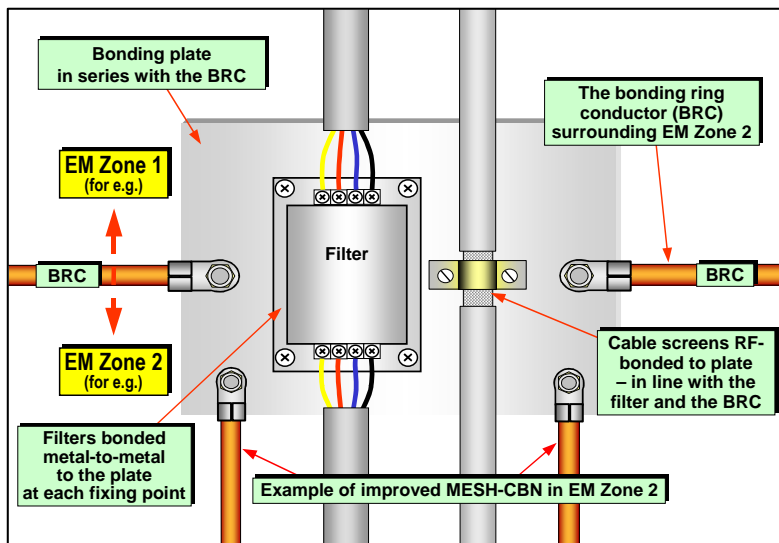 Bonding plate
in series with the BRC
The bonding ring
conductor (BRC)
surrounding EM Zone 2
EM Zone 1
(for e.g.)
Filter
BRC
BRC
EM Zone 2
(for e.g.)
Cable screens RF-
bonded to plate
– in line with the
filter and the BRC
Filters bonded
metal-to-metal
to the plate
at each fixing point
Example of improved MESH-CBN in EM Zone 2